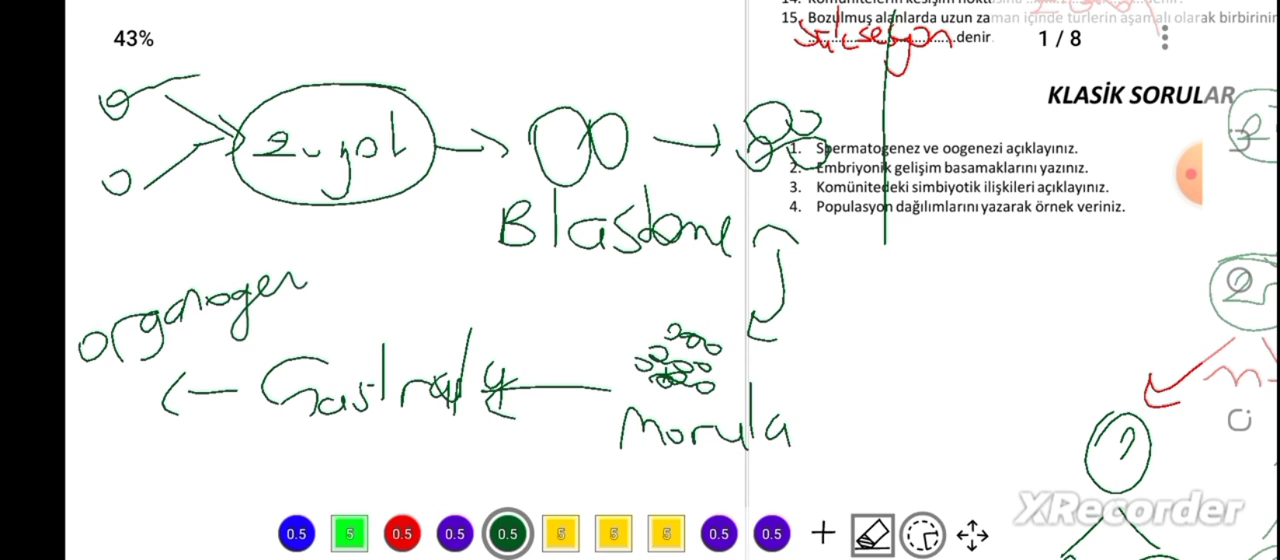 43%
15. Bozulmuş alanlarda uzun zaman içinde türlerin aşamalı olarak birbirinin
süksesyon denir.
1 / 8
KLASİK SORULAR
1. Spermatogenez ve oogenezi açıklayınız.
2. Embriyonik gelişim basamaklarını yazınız.
3. Komünitedeki simbiyotik ilişkileri açıklayınız.
4. Populasyon dağılımlarını yazarak örnek veriniz.
Zugot
Blastome
organogen
Gastrula
Morula
2n
n
XRecorder
0.5 5 0.5 0.5 0.5 5 5 5 0.5 0.5